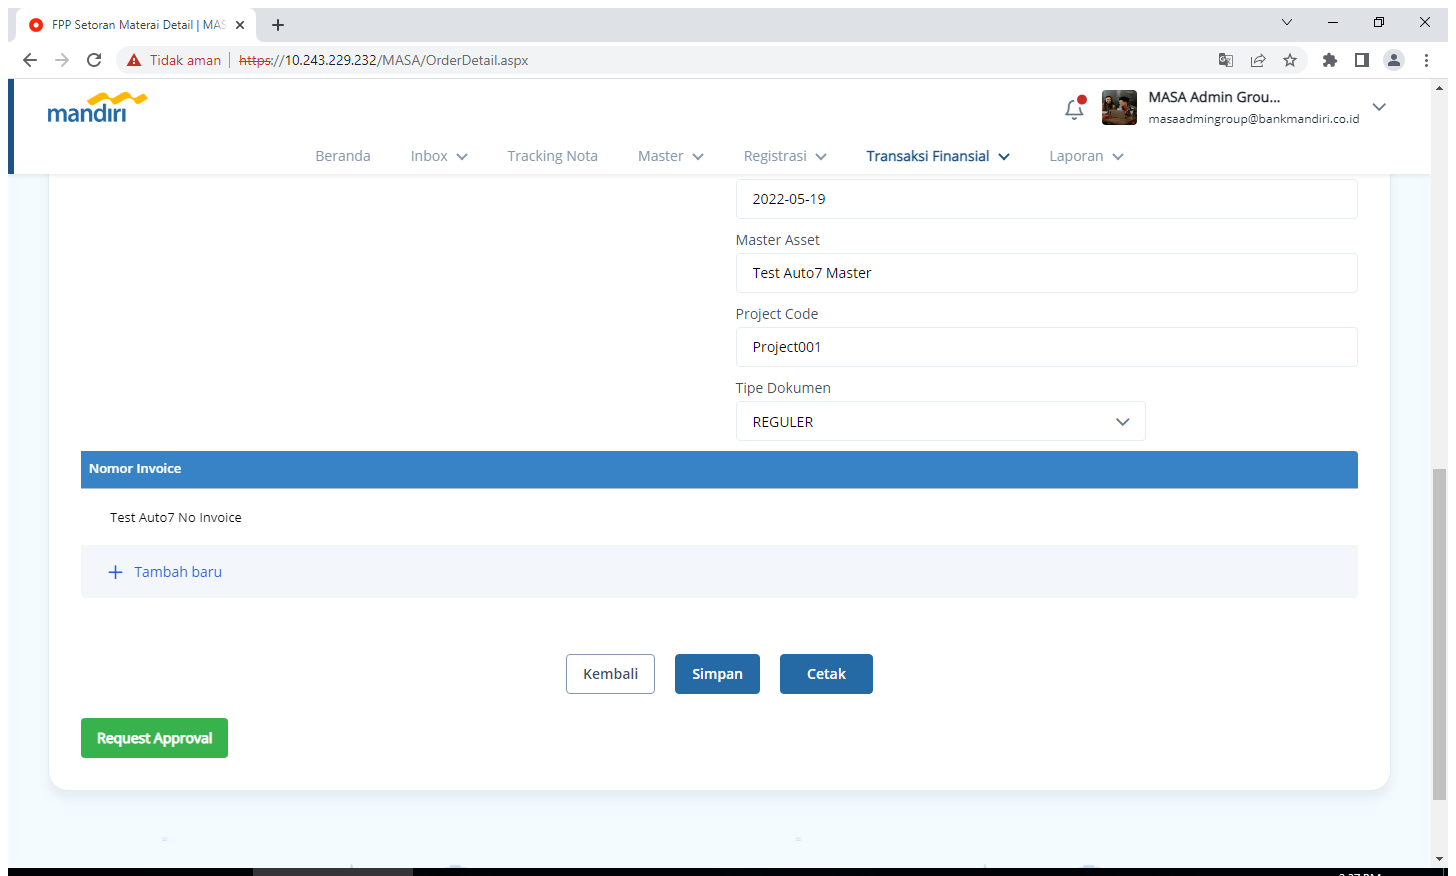 FPP Setoran Materai Detail | MAS
Tidak aman | https://10.243.229.232/MASA/OrderDetail.aspx
mandiri
MASA Admin Grou...
masaadmingroup@bankmandiri.co.id
Beranda Inbox Tracking Nota Master Registrasi Transaksi Finansial Laporan
2022-05-19
Master Asset
Test Auto7 Master
Project Code
Project001
Tipe Dokumen
REGULER
Nomor Invoice
Test Auto7 No Invoice
+ Tambah baru
Kembali Simpan Cetak
Request Approval